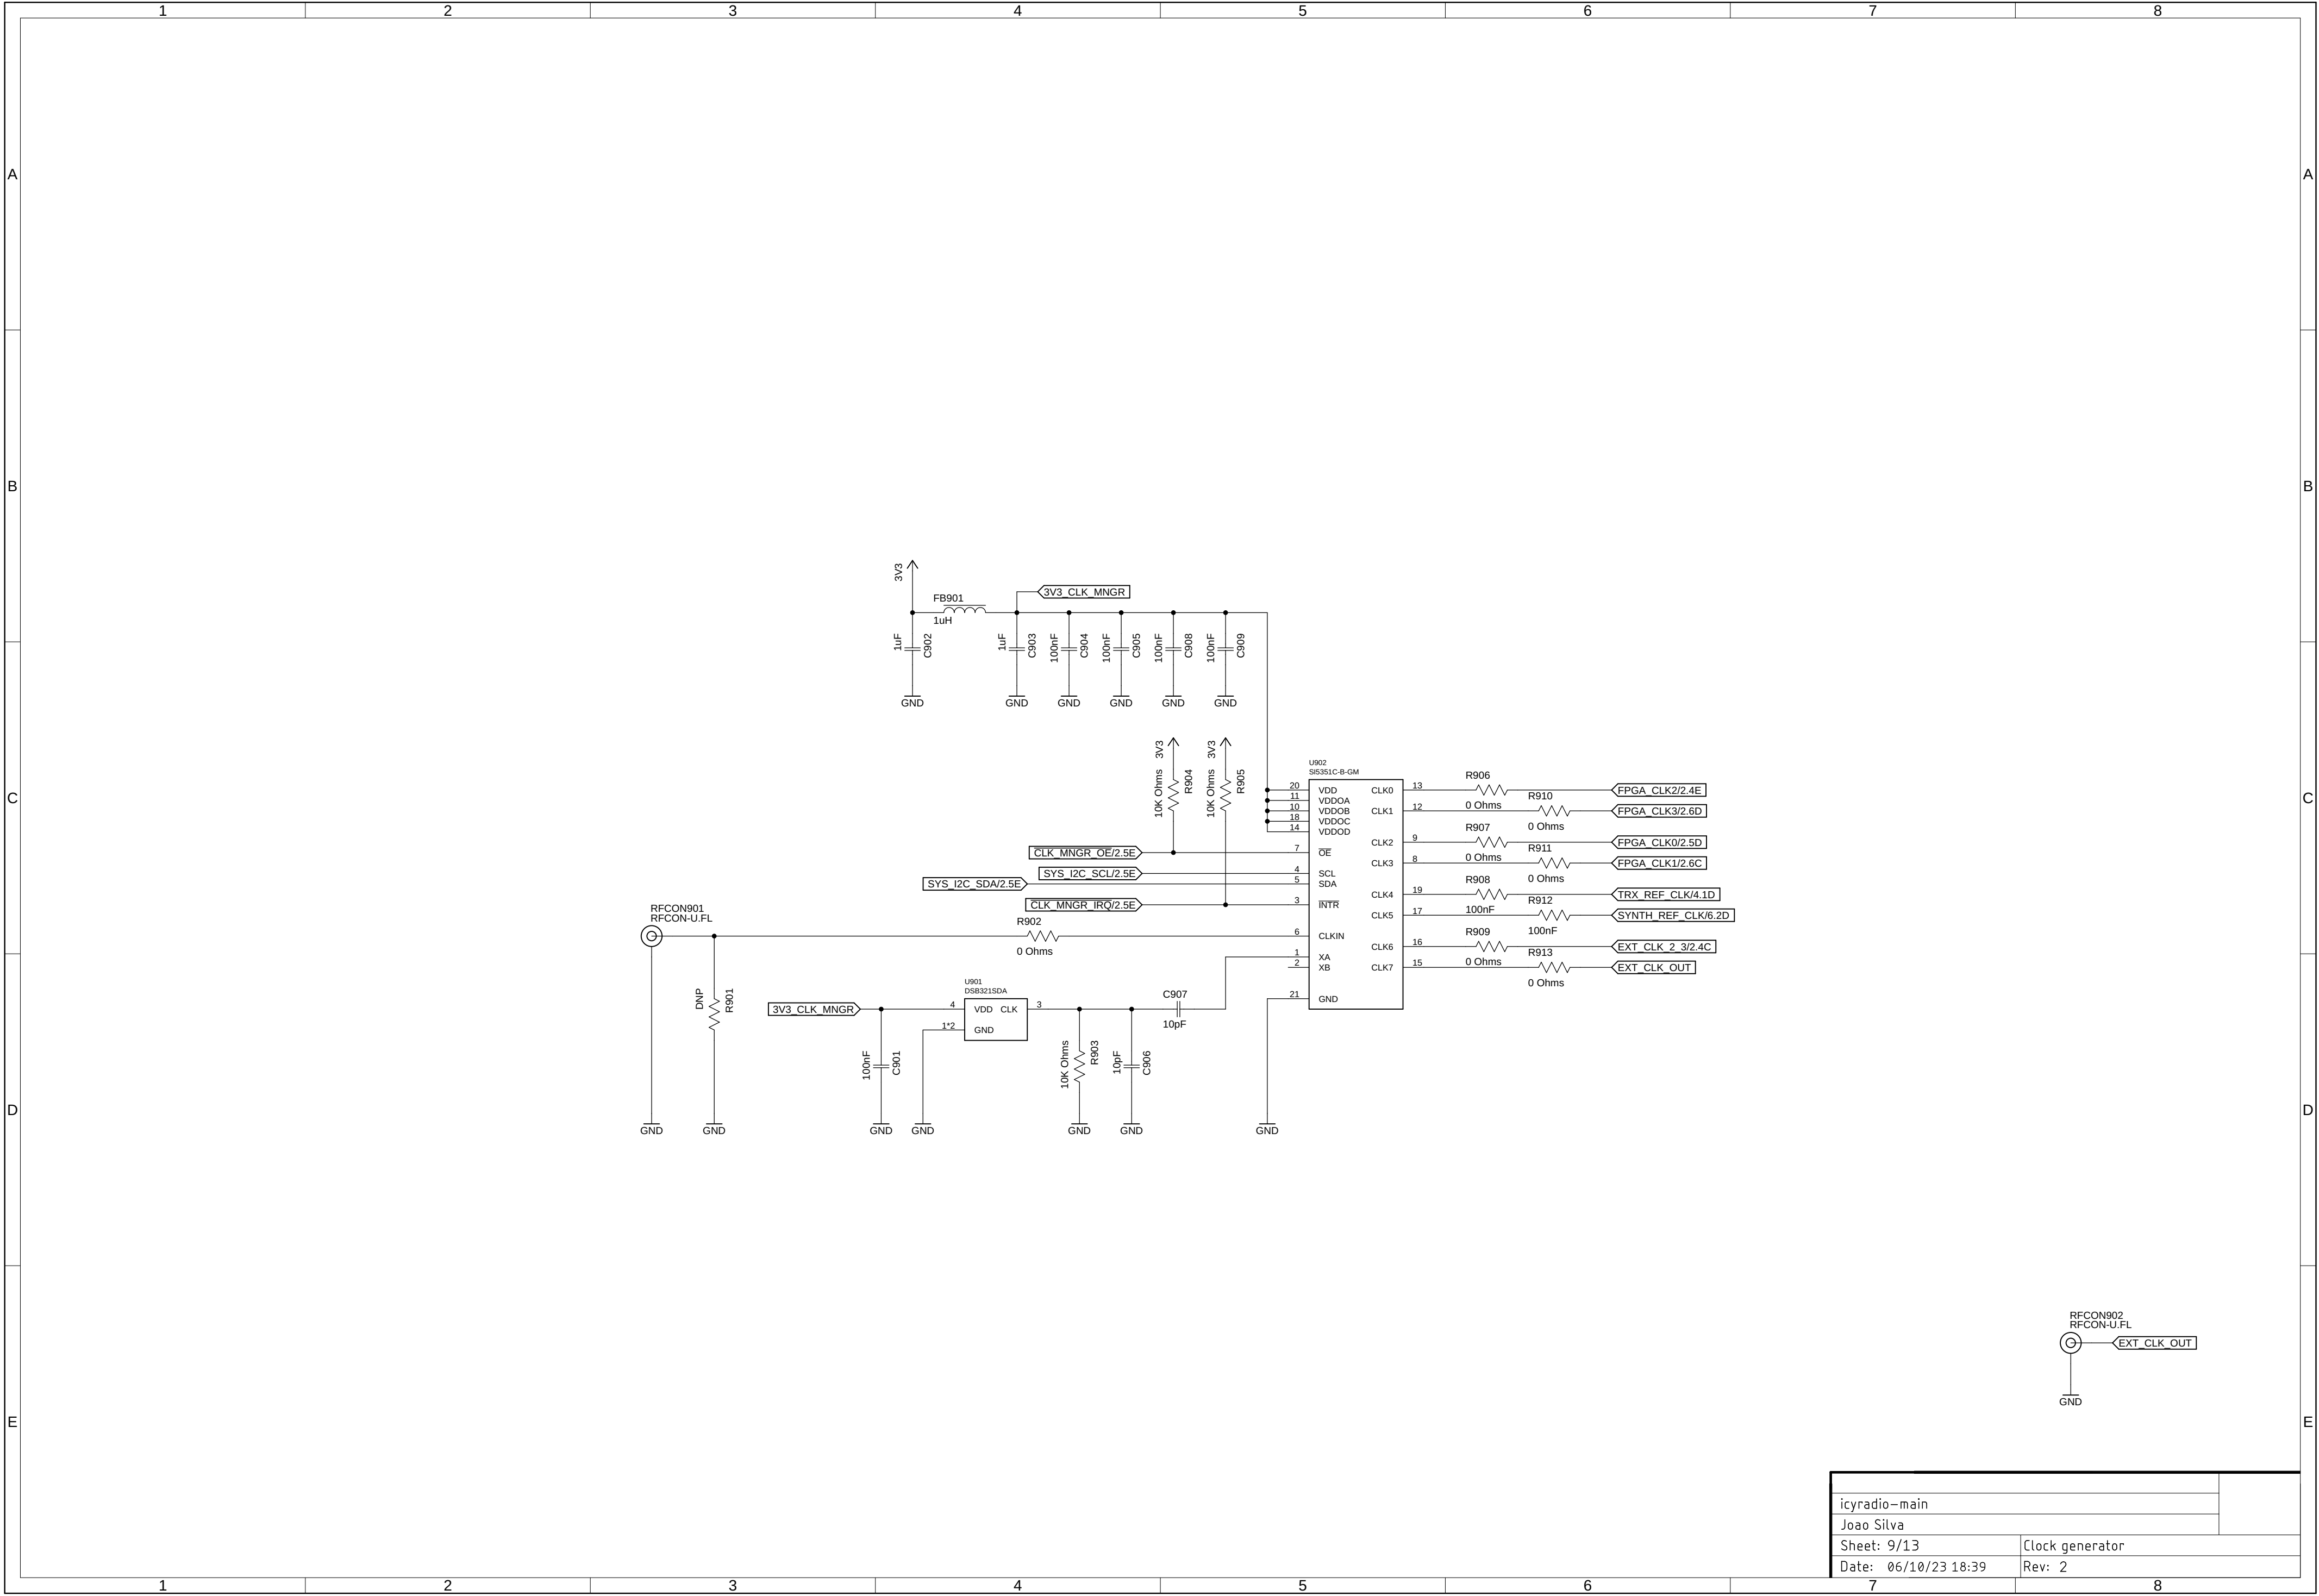 1 2 3 4 5 6 7 8
A A
B B
3V3
FB901
1uH
3V3_CLK_MNGR
1uF C902
1uF C903
100nF C904
100nF C905
100nF C908
100nF C909
GND GND GND GND GND GND
C C
3V3 3V3
10K Ohms R904
10K Ohms R905
U902
SI5351C-B-GM
20 VDD CLK0 13 R906 0 Ohms FPGA_CLK2/2.4E
11 VDDOA
10 VDDOB CLK1 12 R910 0 Ohms FPGA_CLK3/2.6D
18 VDDOC
14 VDDOD
CLK2 9 R907 0 Ohms FPGA_CLK0/2.5D
CLK_MNGR_OE/2.5E 7 OE
CLK3 8 R911 0 Ohms FPGA_CLK1/2.6C
SYS_I2C_SCL/2.5E 4 SCL
SYS_I2C_SDA/2.5E 5 SDA
CLK4 19 R908 100nF TRX_REF_CLK/4.1D
CLK_MNGR_IRQ/2.5E 3 INTR
CLK5 17 R912 100nF SYNTH_REF_CLK/6.2D
RFCON901
RFCON-U.FL
R902
0 Ohms
6 CLKIN
CLK6 16 R909 0 Ohms EXT_CLK_2_3/2.4C
1 XA
2 XB CLK7 15 R913 0 Ohms EXT_CLK_OUT
21 GND
DNP R901
U901
DSB321SDA
3V3_CLK_MNGR 4 VDD CLK 3
1*2 GND
C907
10pF
100nF C901
10K Ohms R903
10pF C906
GND GND GND GND GND GND GND
D D
RFCON902
RFCON-U.FL
EXT_CLK_OUT
GND
E E
icyradio-main
Joao Silva
Sheet: 9/13 Clock generator
Date: 06/10/23 18:39 Rev: 2
1 2 3 4 5 6 7 8